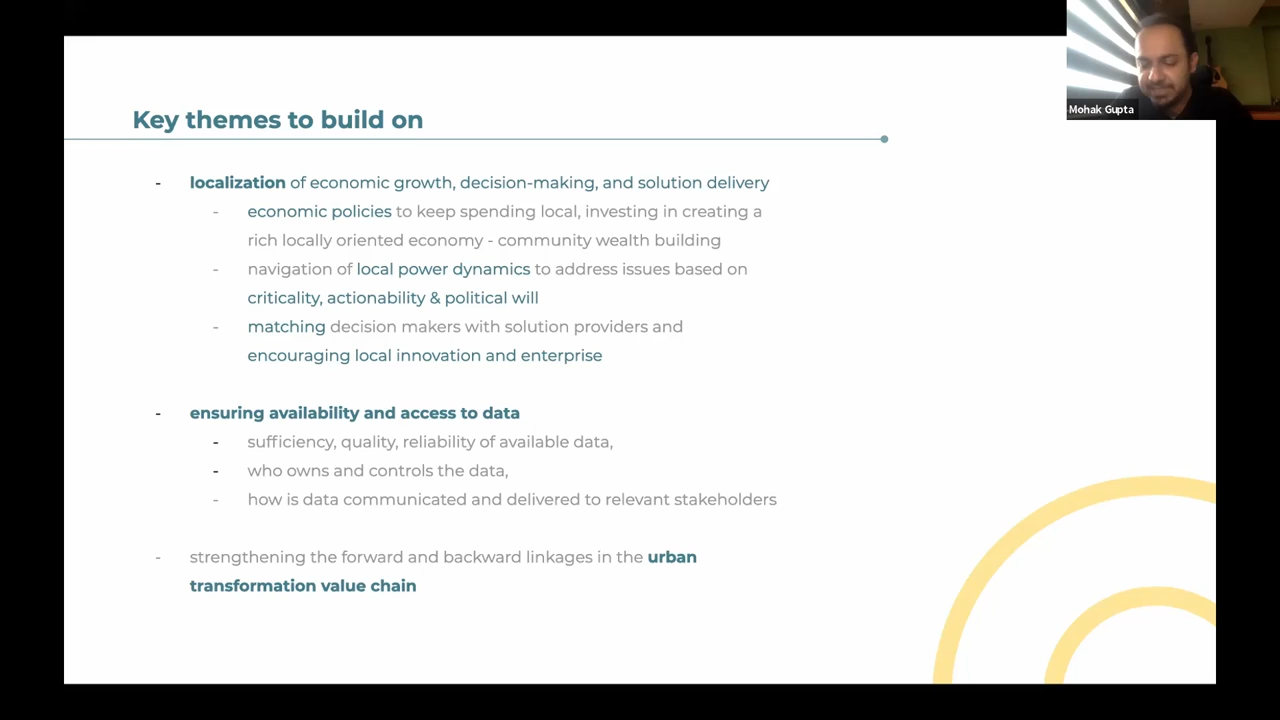 Mohak Gupta
Key themes to build on
- localization of economic growth, decision-making, and solution delivery
- economic policies to keep spending local, investing in creating a
rich locally oriented economy - community wealth building
- navigation of local power dynamics to address issues based on
criticality, actionability & political will
- matching decision makers with solution providers and
encouraging local innovation and enterprise
- ensuring availability and access to data
- sufficiency, quality, reliability of available data,
- who owns and controls the data,
- how is data communicated and delivered to relevant stakeholders
- strengthening the forward and backward linkages in the urban
transformation value chain